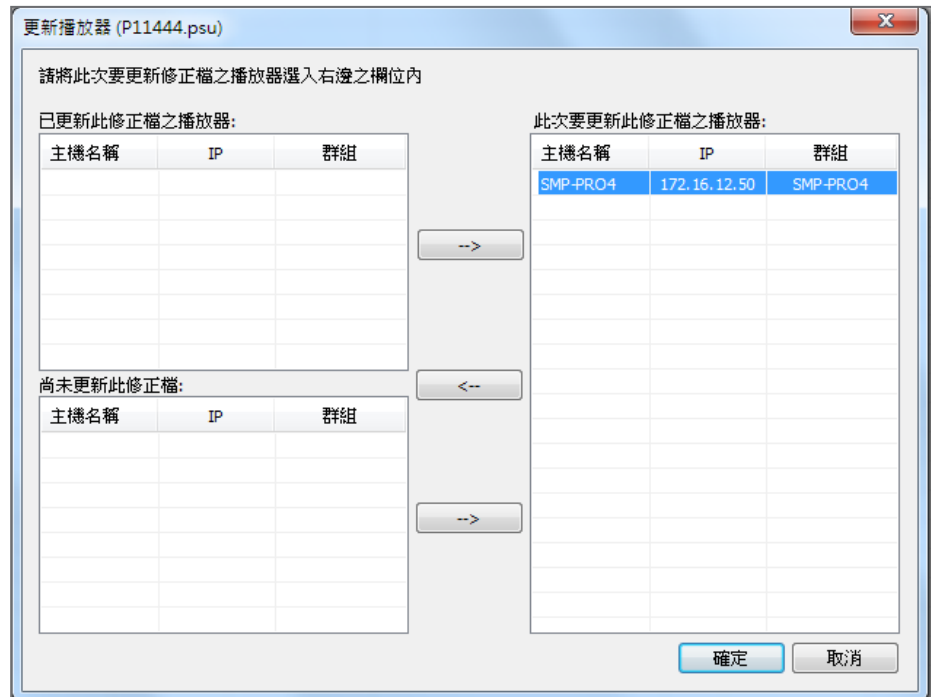 更新播放器 (P11444.psu)
請將此次要更新修正檔之播放器選入右邊之欄位內
已更新此修正檔之播放器:
主機名稱 IP 群組
-->
尚未更新此修正檔:
主機名稱 IP 群組
<--
-->
此次要更新此修正檔之播放器:
主機名稱 IP 群組
SMP-PRO4 172.16.12.50 SMP-PRO4
確定 取消